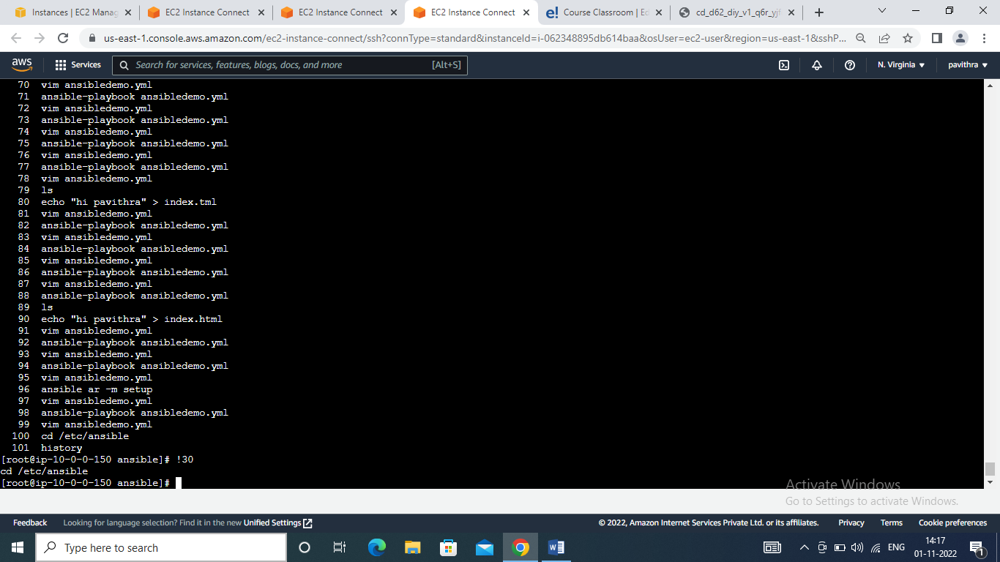 Instances | EC2 Manag
EC2 Instance Connect
EC2 Instance Connect
EC2 Instance Connect
Course Classroom | Ed
cd_d62_diy_v1_q6r_yjf
us-east-1.console.aws.amazon.com/ec2-instance-connect/ssh?connType=standard&instanceId=i-062348895db614baa&osUser=ec2-user&region=us-east-1&sshP...
aws
Services
Search for services, features, blogs, docs, and more
[Alt+S]
N. Virginia
pavithra
70 vim ansibledemo.yml
71 ansible-playbook ansibledemo.yml
72 vim ansibledemo.yml
73 ansible-playbook ansibledemo.yml
74 vim ansibledemo.yml
75 ansible-playbook ansibledemo.yml
76 vim ansibledemo.yml
77 ansible-playbook ansibledemo.yml
78 vim ansibledemo.yml
79 ls
80 echo "hi pavithra" > index.tml
81 vim ansibledemo.yml
82 ansible-playbook ansibledemo.yml
83 vim ansibledemo.yml
84 ansible-playbook ansibledemo.yml
85 vim ansibledemo.yml
86 ansible-playbook ansibledemo.yml
87 vim ansibledemo.yml
88 ansible-playbook ansibledemo.yml
89 ls
90 echo "hi pavithra" > index.html
91 vim ansibledemo.yml
92 ansible-playbook ansibledemo.yml
93 vim ansibledemo.yml
94 ansible-playbook ansibledemo.yml
95 vim ansibledemo.yml
96 ansible ar -m setup
97 vim ansibledemo.yml
98 ansible-playbook ansibledemo.yml
99 vim ansibledemo.yml
100 cd /etc/ansible
101 history
[root@ip-10-0-0-150 ansible]# !30
cd /etc/ansible
[root@ip-10-0-0-150 ansible]#
Activate Windows
Go to Settings to activate Windows.
Feedback
Looking for language selection? Find it in the new Unified Settings
© 2022, Amazon Internet Services Private Ltd. or its affiliates.
Privacy
Terms
Cookie preferences
Type here to search
ENG
14:17
01-11-2022
1